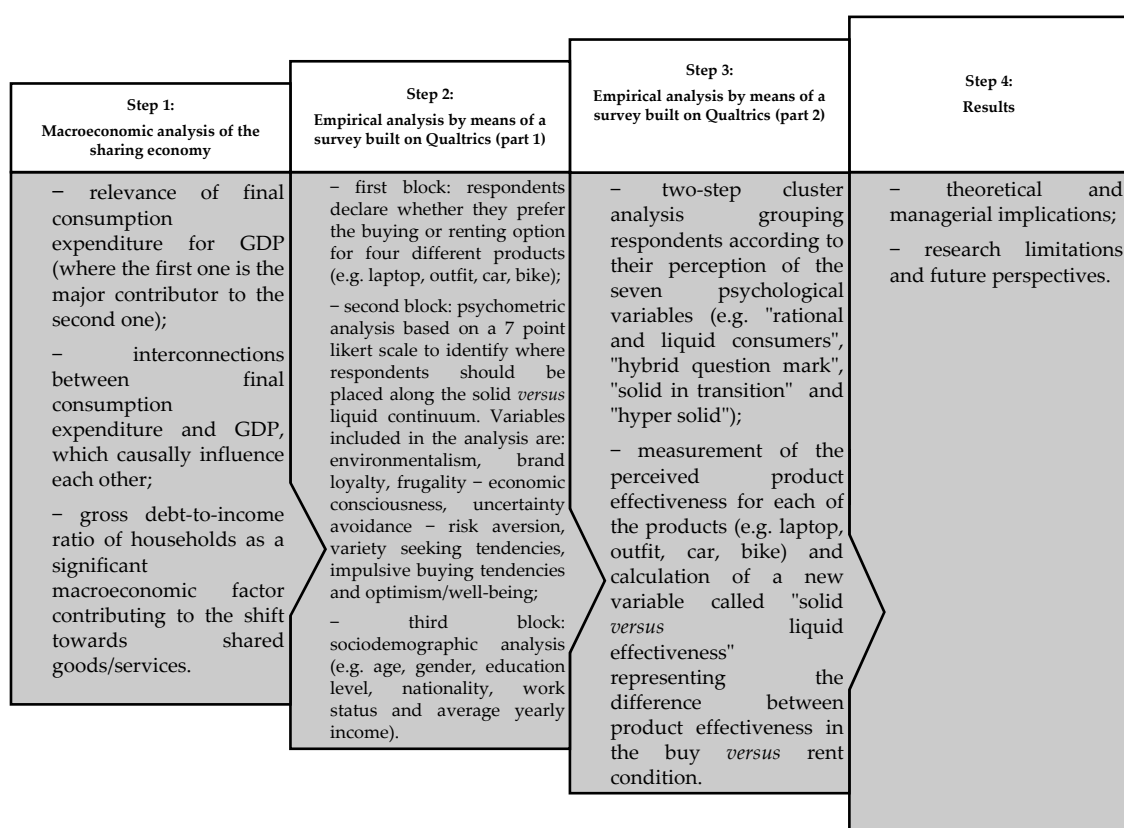 Step 1:
Macroeconomic analysis of the
sharing economy
− relevance of final
consumption
expenditure for GDP
(where the first one is the
major contributor to the
second one);
− interconnections
between final
consumption
expenditure and GDP,
which causally influence
each other;
− gross debt-to-income
ratio of households as a
significant
macroeconomic factor
contributing to the shift
towards shared
goods/services.
Step 2:
Empirical analysis by means of a
survey built on Qualtrics (part 1)
− first block: respondents
declare whether they prefer
the buying or renting option
for four different products
(e.g. laptop, outfit, car, bike);
− second block: psychometric
analysis based on a 7 point
likert scale to identify where
respondents should be
placed along the solid versus
liquid continuum. Variables
included in the analysis are:
environmentalism, brand
loyalty, frugality − economic
consciousness, uncertainty
avoidance − risk aversion,
variety seeking tendencies,
impulsive buying tendencies
and optimism/well-being;
− third block:
sociodemographic analysis
(e.g. age, gender, education
level, nationality, work
status and average yearly
income).
Step 3:
Empirical analysis by means of a
survey built on Qualtrics (part 2)
− two-step cluster
analysis grouping
respondents according to
their perception of the
seven psychological
variables (e.g. "rational
and liquid consumers",
"hybrid question mark",
"solid in transition" and
"hyper solid");
− measurement of the
perceived product
effectiveness for each of
the products (e.g. laptop,
outfit, car, bike) and
calculation of a new
variable called "solid
versus liquid
effectiveness"
representing the
difference between
product effectiveness in
the buy versus rent
condition.
Step 4:
Results
− theoretical and
managerial implications;
− research limitations
and future perspectives.